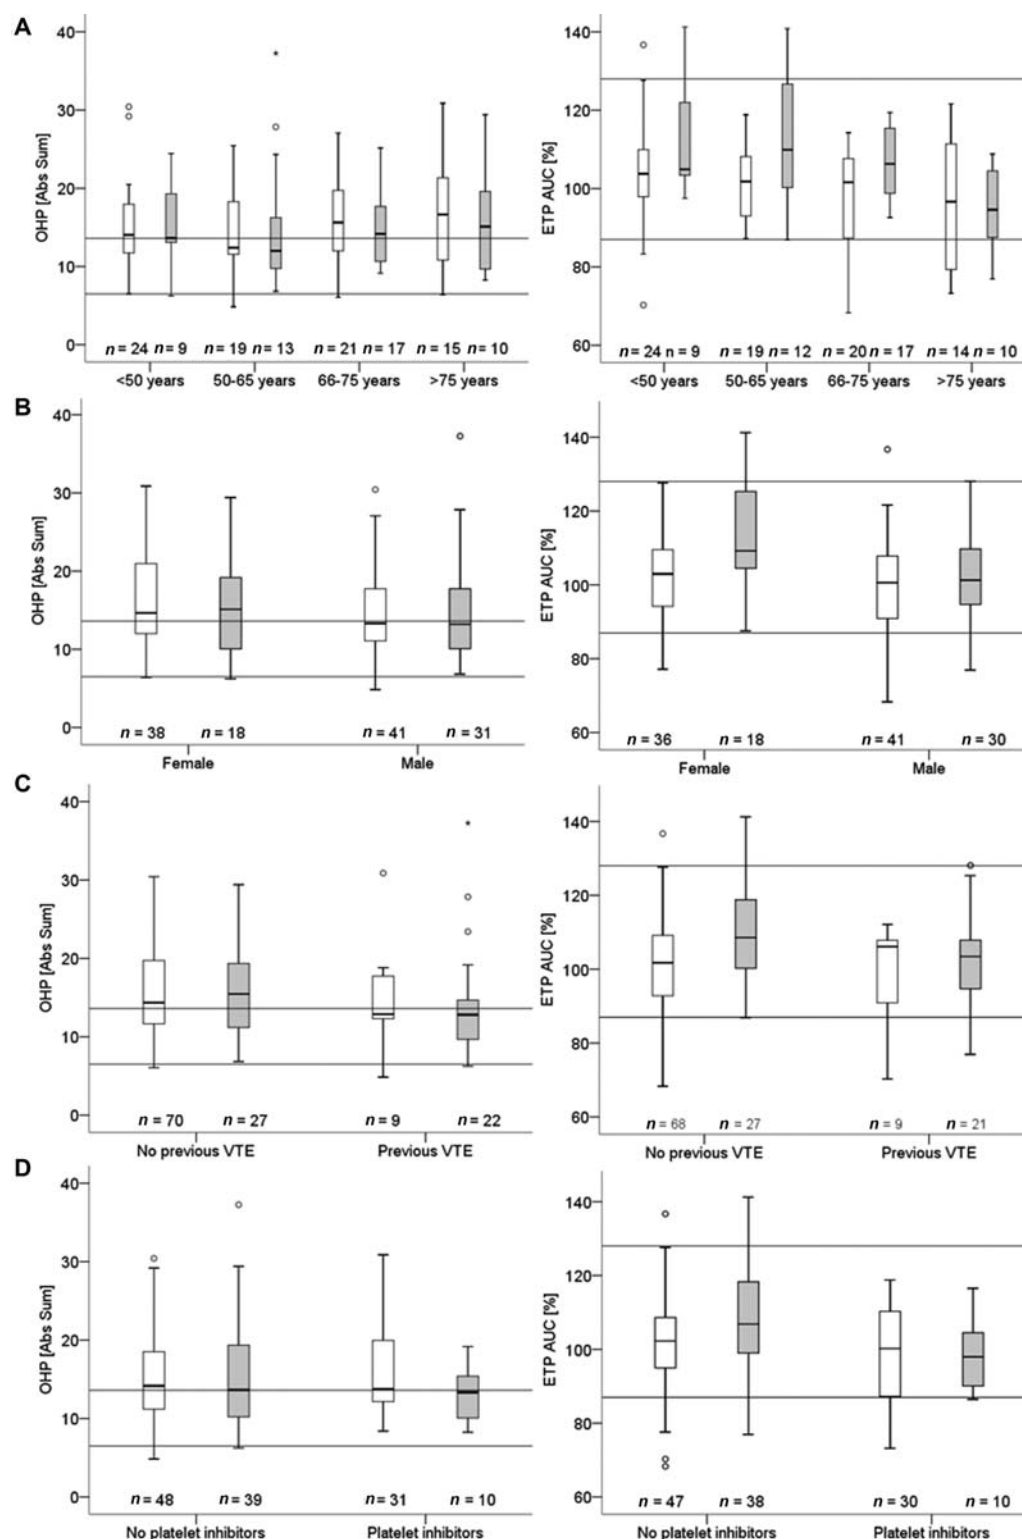 A
OHP [Abs Sum]
40
30
20
10
0
n = 24 n = 9 n = 19 n = 13 n = 21 n = 17 n = 15 n = 10
<50 years 50-65 years 66-75 years >75 years
ETP AUC [%]
140
120
100
80
60
n = 24 n = 9 n = 19 n = 12 n = 20 n = 17 n = 14 n = 10
<50 years 50-65 years 66-75 years >75 years
B
OHP [Abs Sum]
40
30
20
10
0
n = 38 n = 18 n = 41 n = 31
Female Male
ETP AUC [%]
140
120
100
80
60
n = 36 n = 18 n = 41 n = 30
Female Male
C
OHP [Abs Sum]
40
30
20
10
0
n = 70 n = 27 n = 9 n = 22
No previous VTE Previous VTE
ETP AUC [%]
140
120
100
80
60
n = 68 n = 27 n = 9 n = 21
No previous VTE Previous VTE
D
OHP [Abs Sum]
40
30
20
10
0
n = 48 n = 39 n = 31 n = 10
No platelet inhibitors Platelet inhibitors
ETP AUC [%]
140
120
100
80
60
n = 47 n = 38 n = 30 n = 10
No platelet inhibitors Platelet inhibitors